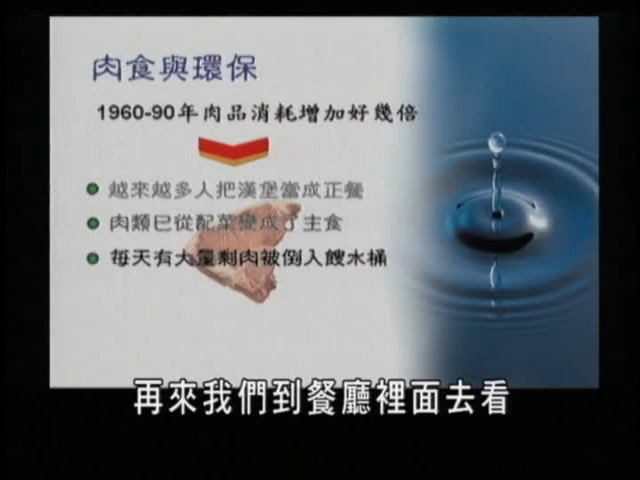 肉食與環保
1960-90年肉品消耗增加好幾倍
越來越多人把漢堡當成正餐
肉類已從配菜變成了主食
每天有大量剩肉被倒入餿水桶
再來我們到餐廳裡面去看